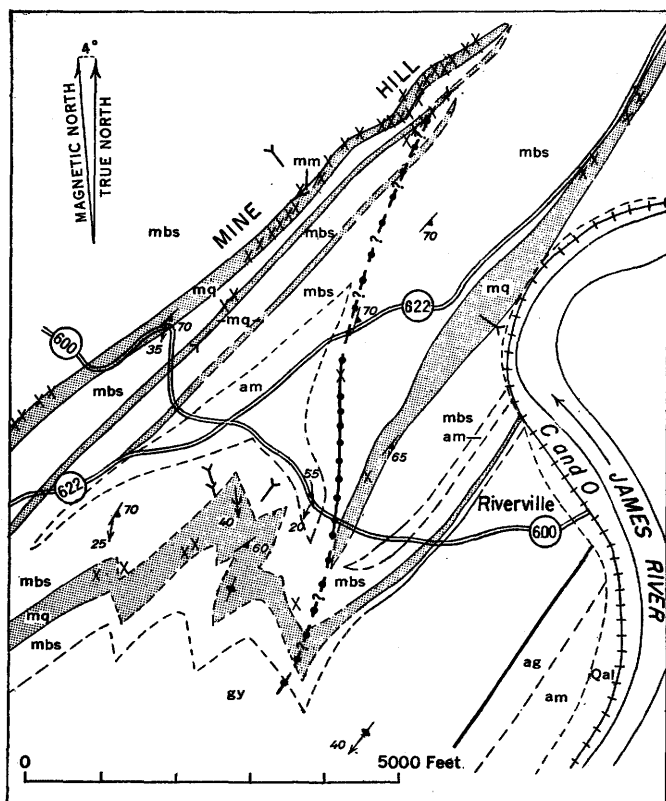 4°
MAGNETIC NORTH
TRUE NORTH
HILL
MINE
mm
mbs
mbs
mbs
70
mq
mbs
mq
mq
622
70
600
70
35
am
mbs
mbs
am
65
C and O
JAMES RIVER
622
55
Riverville
70
40
20
600
25
60
mbs
mbs
mq
mbs
ag
Qal
am
gy
40
0
5000 Feet.